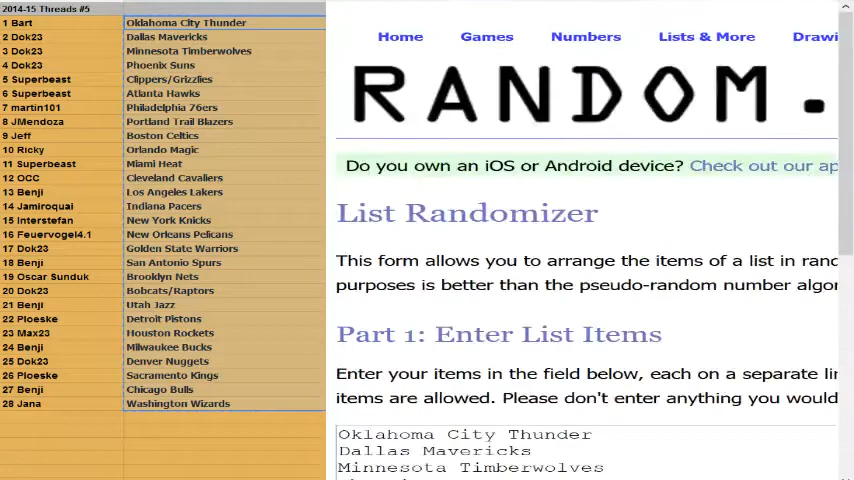 2014-15 Threads #5
1 Bart Oklahoma City Thunder
2 Dok23 Dallas Mavericks
3 Dok23 Minnesota Timberwolves
4 Dok23 Phoenix Suns
5 Superbeast Clippers/Grizzlies
6 Superbeast Atlanta Hawks
7 martin101 Philadelphia 76ers
8 JMendoza Portland Trail Blazers
9 Jeff Boston Celtics
10 Ricky Orlando Magic
11 Superbeast Miami Heat
12 OCC Cleveland Cavaliers
13 Benji Los Angeles Lakers
14 Jamiroquai Indiana Pacers
15 Interstefan New York Knicks
16 Feuervogel4.1 New Orleans Pelicans
17 Dok23 Golden State Warriors
18 Benji San Antonio Spurs
19 Oscar Sunduk Brooklyn Nets
20 Dok23 Bobcats/Raptors
21 Benji Utah Jazz
22 Ploeske Detroit Pistons
23 Max23 Houston Rockets
24 Benji Milwaukee Bucks
25 Dok23 Denver Nuggets
26 Ploeske Sacramento Kings
27 Benji Chicago Bulls
28 Jana Washington Wizards
Home Games Numbers Lists & More Drawi
RANDOM.
Do you own an iOS or Android device? Check out our ap
List Randomizer
This form allows you to arrange the items of a list in rand
purposes is better than the pseudo-random number algor
Part 1: Enter List Items
Enter your items in the field below, each on a separate lin
items are allowed. Please don't enter anything you would
Oklahoma City Thunder
Dallas Mavericks
Minnesota Timberwolves